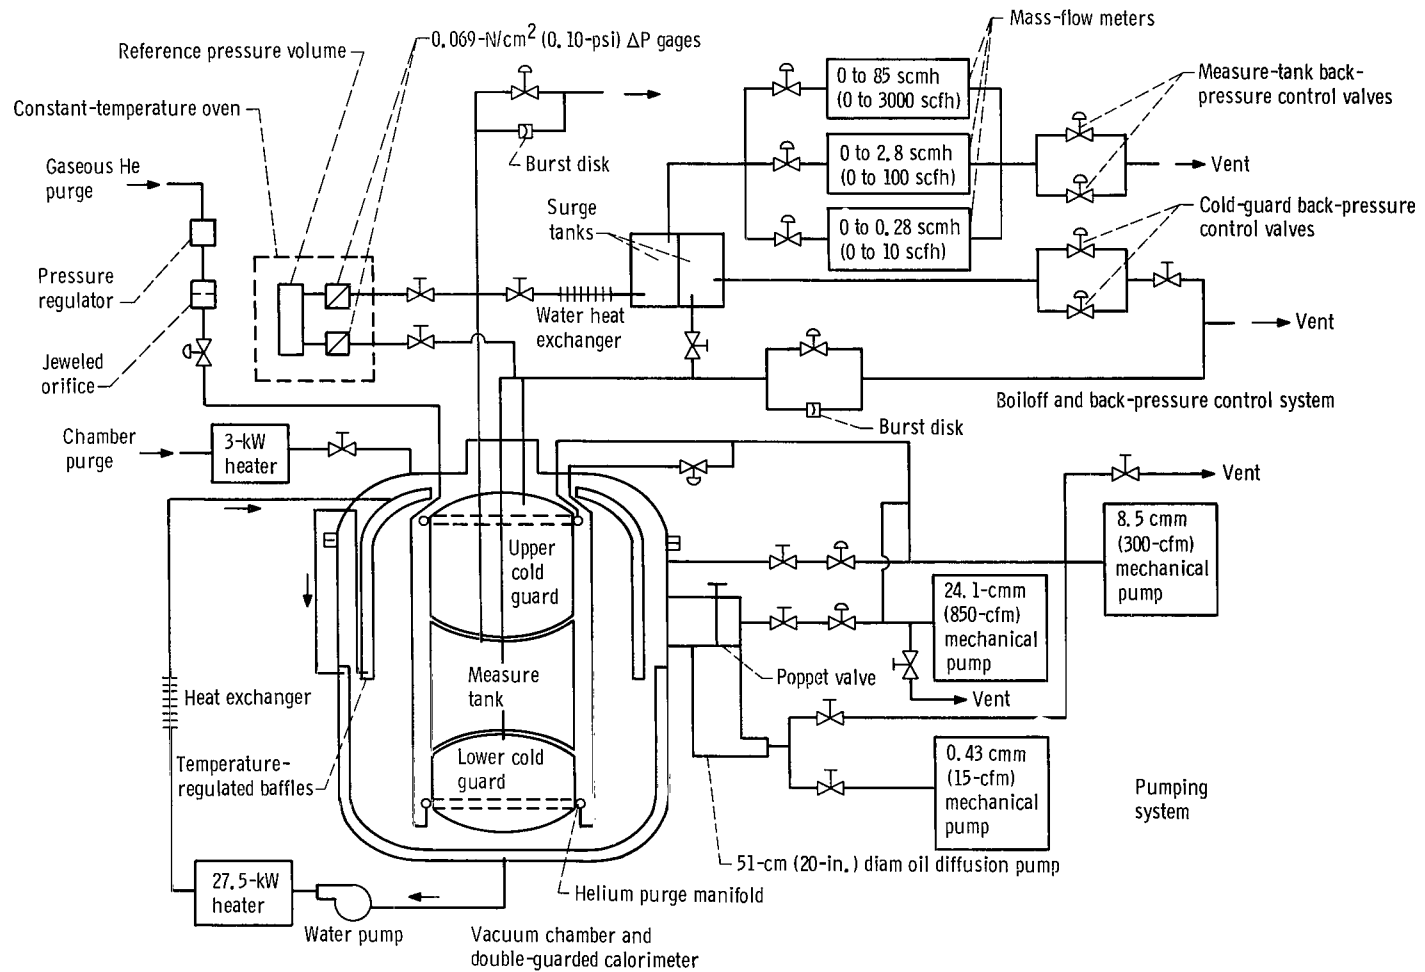 Mass-flow meters
0.069-N/cm2 (0.10-psi) ΔP gages
Reference pressure volume
Constant-temperature oven
0 to 85 scmh
(0 to 3000 scfh)
Measure-tank back-
pressure control valves
Gaseous He
purge
Burst disk
0 to 2.8 scmh
(0 to 100 scfh)
Vent
Surge
tanks
0 to 0.28 scmh
(0 to 10 scfh)
Cold-guard back-pressure
control valves
Pressure
regulator
Water heat
exchanger
Vent
Jeweled
orifice
Boiloff and back-pressure control system
Burst disk
Chamber
purge
3-kW
heater
Vent
8.5 cmm
(300-cfm)
mechanical
pump
Upper
cold
guard
24.1-cmm
(850-cfm)
mechanical
pump
Poppet valve
Vent
Measure
tank
Heat exchanger
Temperature-
regulated baffles
Lower cold
guard
0.43 cmm
(15-cfm)
mechanical
pump
Pumping
system
51-cm (20-in.) diam oil diffusion pump
27.5-kW
heater
Helium purge manifold
Water pump
Vacuum chamber and
double-guarded calorimeter